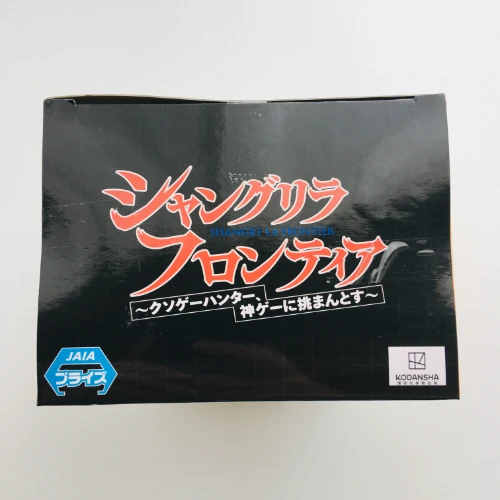 シャングリラ
SHANGRI-LA FRONTIER
フロンティア
〜クソゲーハンター、
神ゲーに挑まんとす〜
JAIA
プライズ
KODANSHA